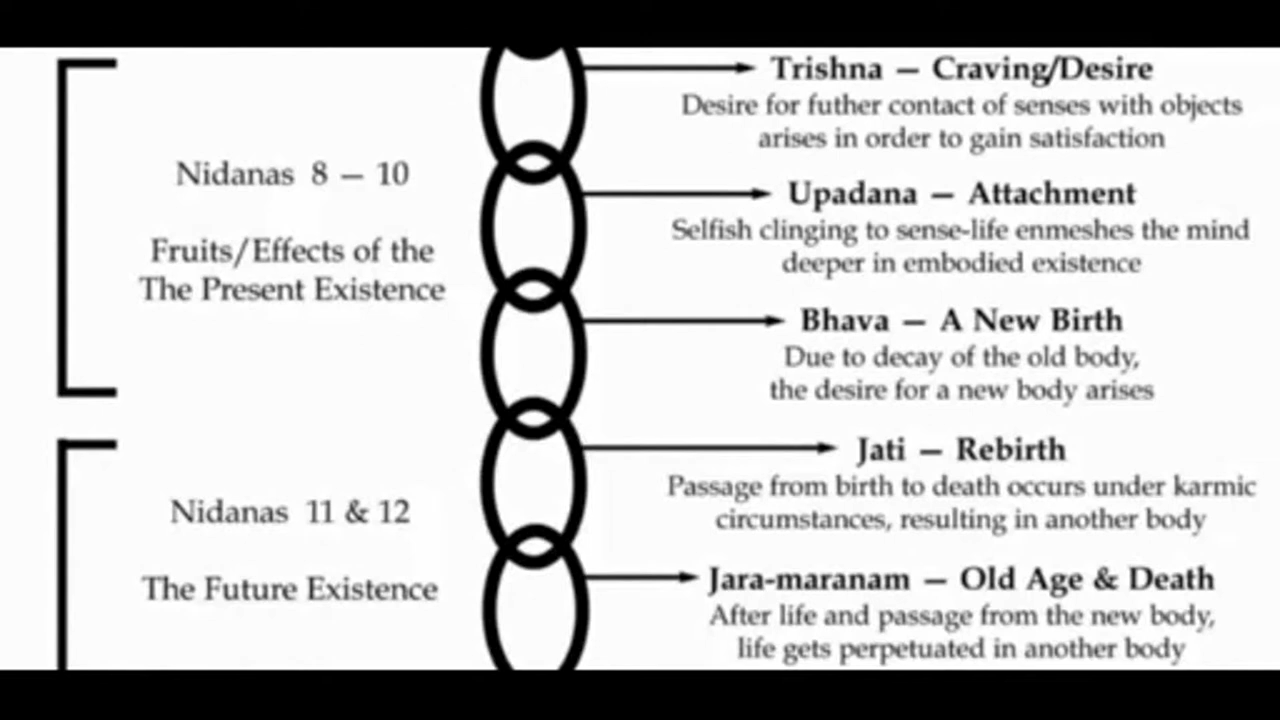 Nidanas 8 – 10
Fruits/Effects of the
The Present Existence
Trishna – Craving/Desire
Desire for futher contact of senses with objects
arises in order to gain satisfaction
Upadana – Attachment
Selfish clinging to sense-life enmeshes the mind
deeper in embodied existence
Bhava – A New Birth
Due to decay of the old body,
the desire for a new body arises
Nidanas 11 & 12
The Future Existence
Jati – Rebirth
Passage from birth to death occurs under karmic
circumstances, resulting in another body
Jara-maranam – Old Age & Death
After life and passage from the new body,
life gets perpetuated in another body